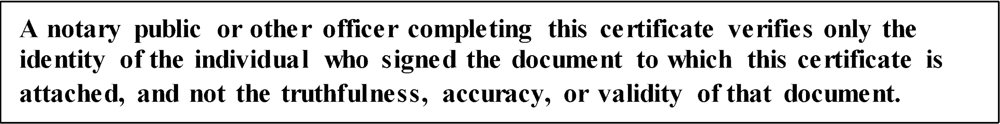 A notary public or other officer completing this certificate verifies only the
identity of the individual who signed the document to which this certificate is
attached, and not the truthfulness, accuracy, or validity of that document.